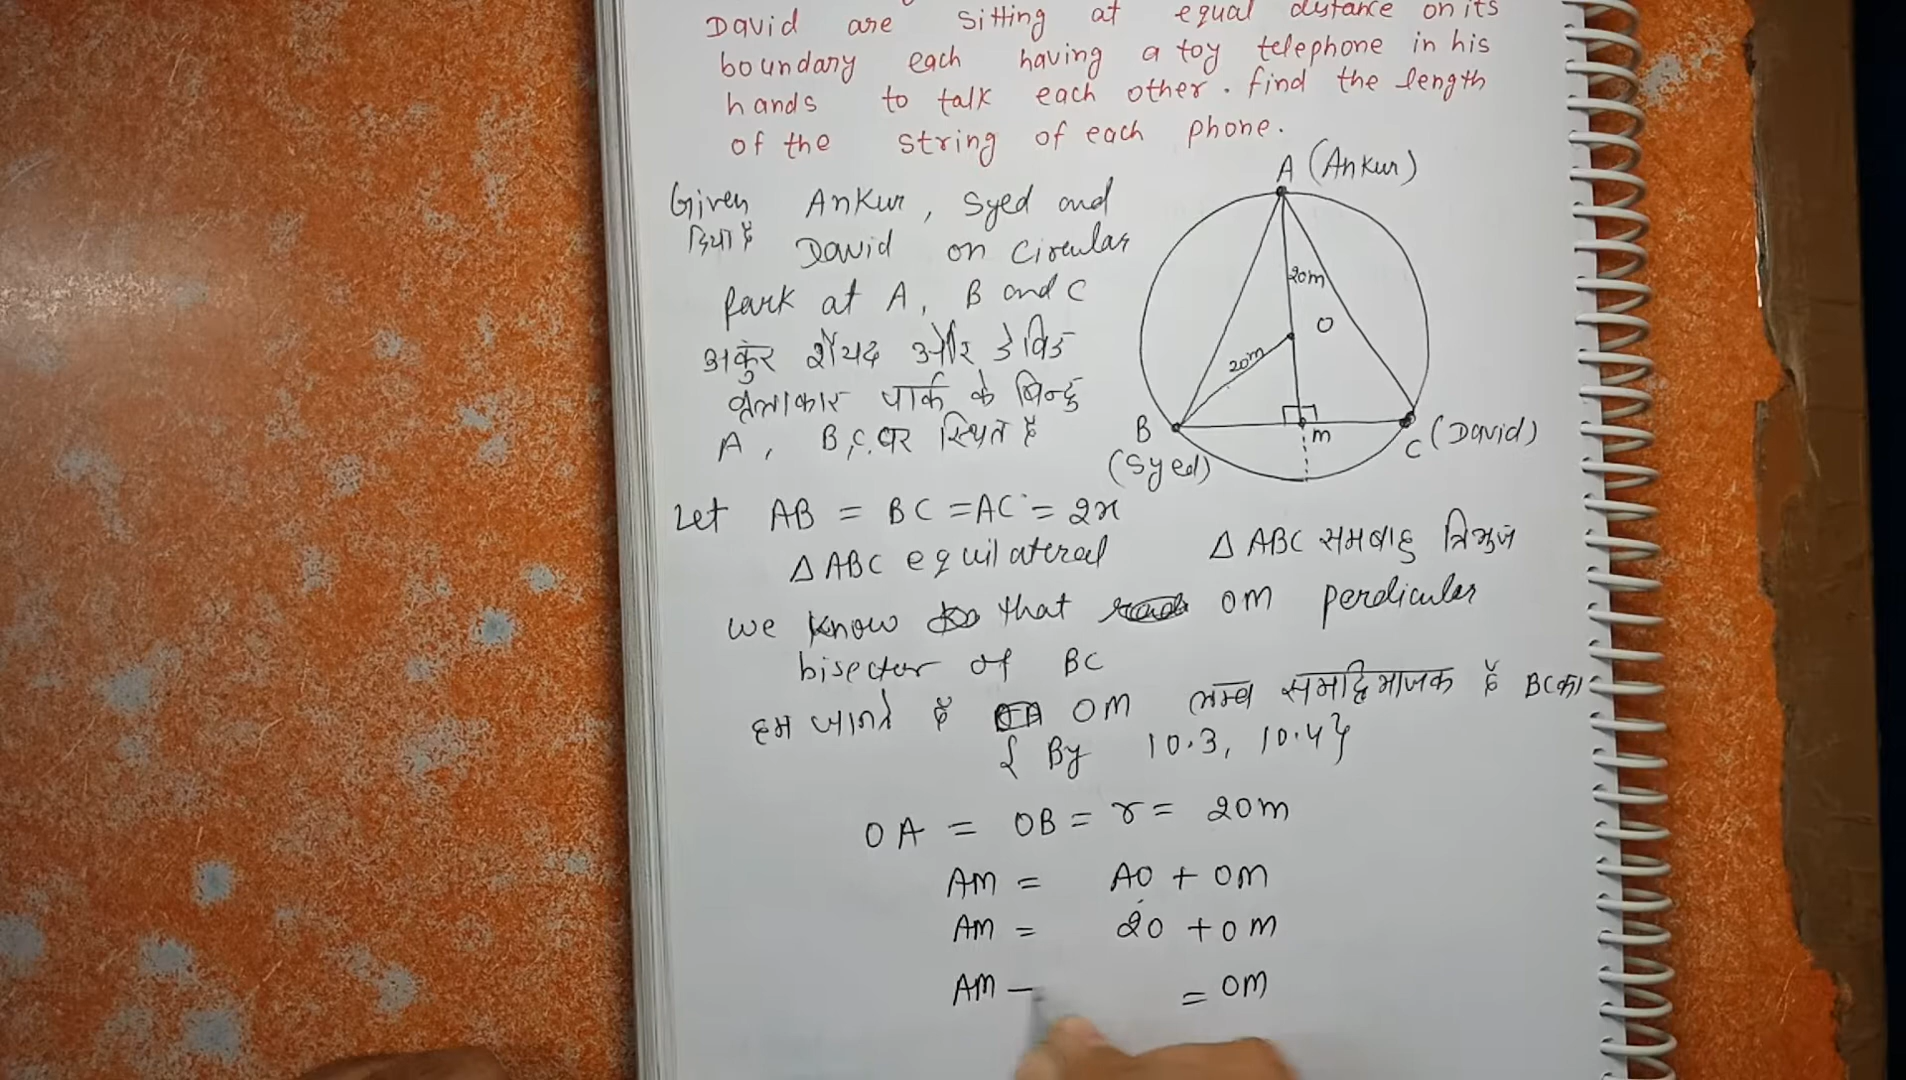 David are sitting at equal distance on its
boundary each having a toy telephone in his
hands to talk each other. find the length
of the string of each phone.
A (Ankur)
Given Ankur, Syed and
दिया है David on Circular
Park at A, B and C
अंकुर सैयद और डेविड
वृत्ताकार पार्क के बिन्दु
A, B, C, पर स्थित है
20m
O
20m
B
(Syed)
m
C (David)
Let AB = BC = AC = 2x
△ ABC equilateral
△ ABC समबाहु त्रिभुज
we know that OM perdicular
bisector of BC
हम जानते हैं OM लम्ब समद्विभाजक है BC का
{ By 10.3, 10.4}
OA = OB = r = 20m
AM = AO + OM
AM = 20 + OM
AM – = OM